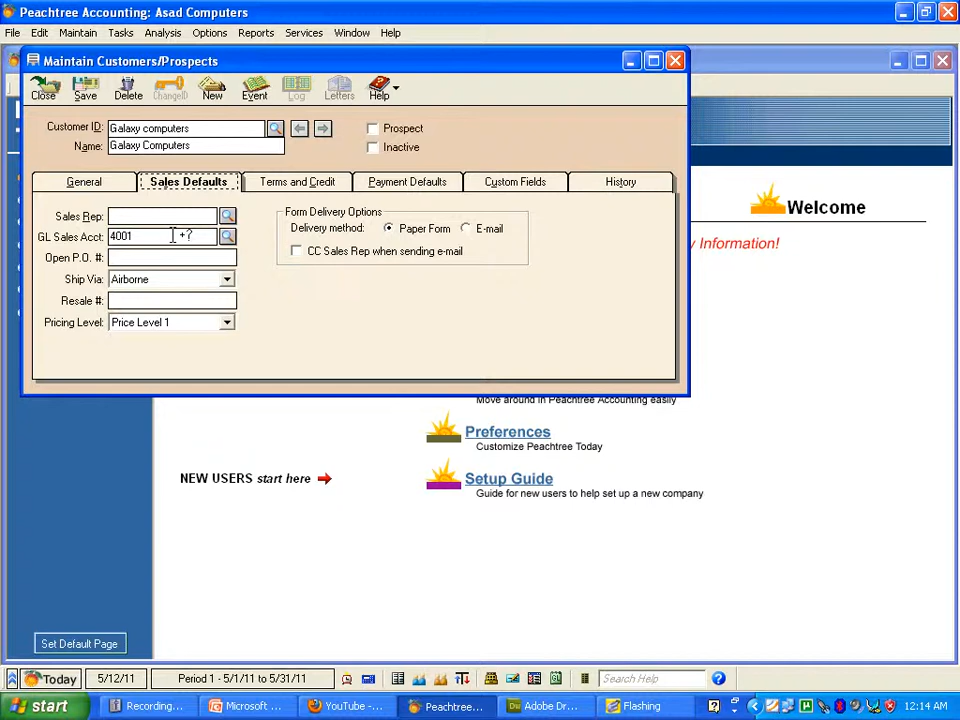 Peachtree Accounting: Asad Computers
File Edit Maintain Tasks Analysis Options Reports Services Window Help
Maintain Customers/Prospects
Close Save Delete ChangeID New Event Log Letters Help
Customer ID: Galaxy computers
Prospect
Name: Galaxy Computers
Inactive
General Sales Defaults Terms and Credit Payment Defaults Custom Fields History
Sales Rep:
Form Delivery Options
GL Sales Acct: 4001
Delivery method: Paper Form E-mail
Open P.O. #:
CC Sales Rep when sending e-mail
Ship Via: Airborne
Resale #:
Pricing Level: Price Level 1
Welcome
y Information!
Move around in Peachtree Accounting easily
Preferences
Customize Peachtree Today
NEW USERS start here
Setup Guide
Guide for new users to help set up a new company
Set Default Page
Today 5/12/11 Period 1 - 5/1/11 to 5/31/11 Search Help
start Recording... Microsoft ... YouTube -... Peachtree... Adobe Dr... Flashing 12:14 AM